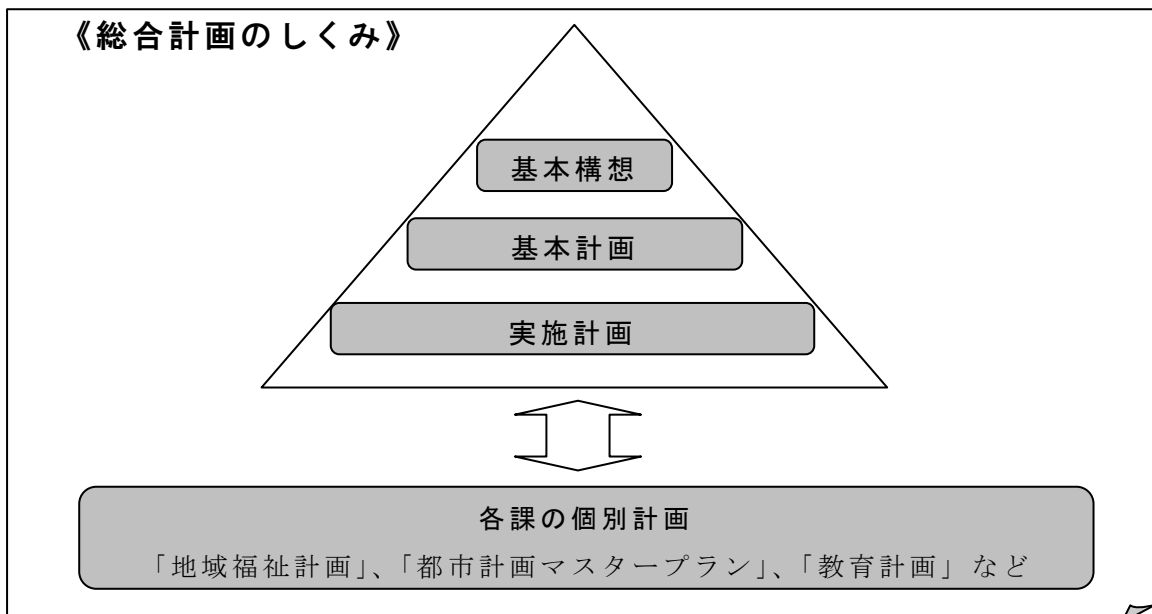 《総合計画のしくみ》
基本構想
基本計画
実施計画
各課の個別計画
「地域福祉計画」、「都市計画マスタープラン」、「教育計画」など